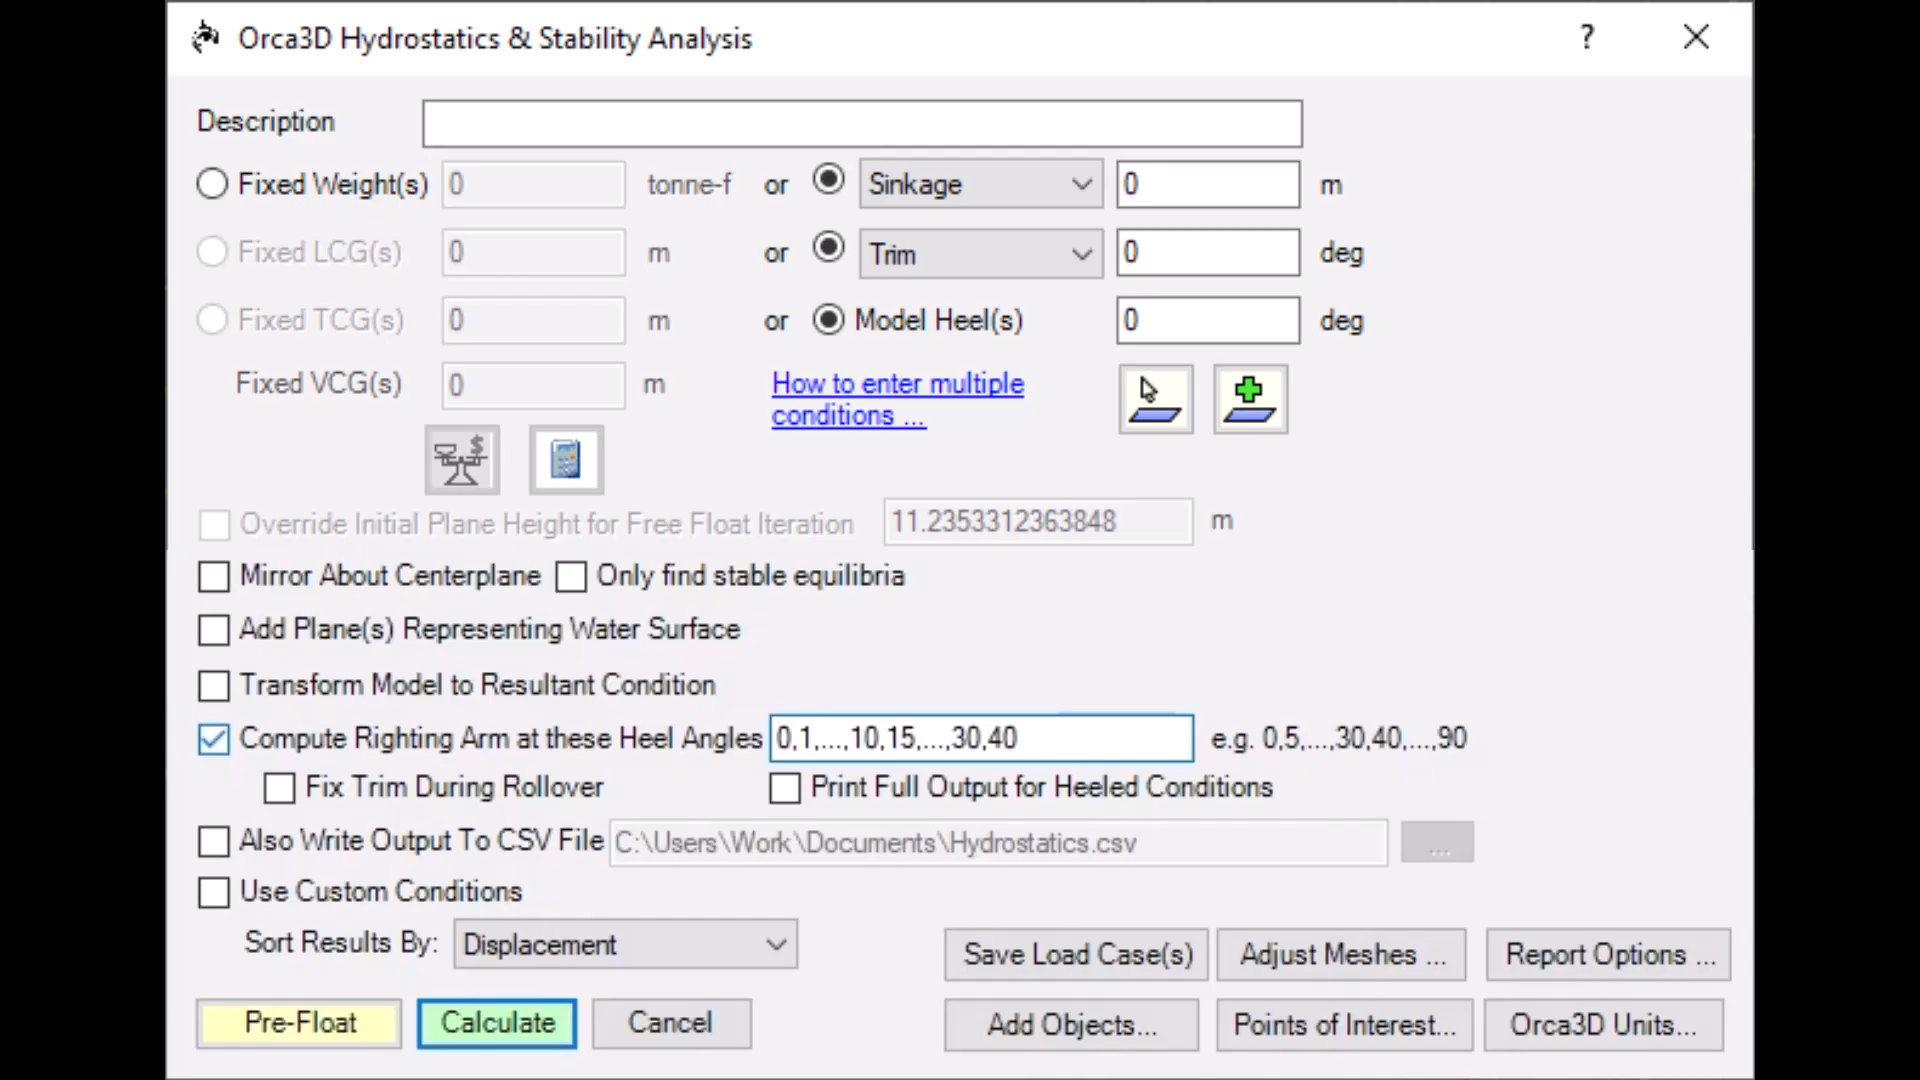 Orca3D Hydrostatics & Stability Analysis ?
Description
Fixed Weight(s) 0 tonne-f or Sinkage 0 m
Fixed LCG(s) 0 m or Trim 0 deg
Fixed TCG(s) 0 m or Model Heel(s) 0 deg
Fixed VCG(s) 0 m How to enter multiple
conditions ...
Override Initial Plane Height for Free Float Iteration 11.2353312363848 m
Mirror About Centerplane Only find stable equilibria
Add Plane(s) Representing Water Surface
Transform Model to Resultant Condition
Compute Righting Arm at these Heel Angles 0,1,...,10,15,...,30,40 e.g. 0,5,...,30,40,...,90
Fix Trim During Rollover Print Full Output for Heeled Conditions
Also Write Output To CSV File C:\Users\Work\Documents\Hydrostatics.csv ...
Use Custom Conditions
Sort Results By: Displacement Save Load Case(s) Adjust Meshes ... Report Options ...
Pre-Float Calculate Cancel Add Objects... Points of Interest... Orca3D Units...